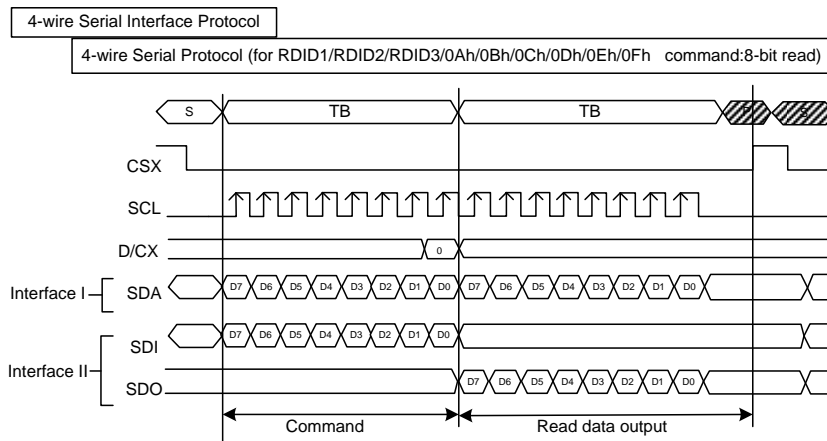 4-wire Serial Interface Protocol
4-wire Serial Protocol (for RDID1/RDID2/RDID3/0Ah/0Bh/0Ch/0Dh/0Eh/0Fh command:8-bit read)
S TB TB P S
CSX
SCL
D/CX 0
Interface I SDA D7 D6 D5 D4 D3 D2 D1 D0 D7 D6 D5 D4 D3 D2 D1 D0
SDI D7 D6 D5 D4 D3 D2 D1 D0
Interface II
SDO D7 D6 D5 D4 D3 D2 D1 D0
Command Read data output